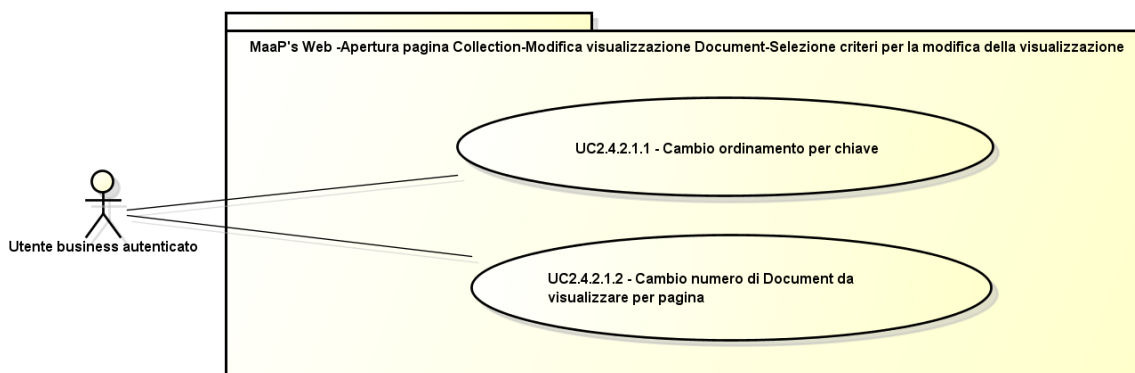 MaaP's Web -Apertura pagina Collection-Modifica visualizzazione Document-Selezione criteri per la modifica della visualizzazione
UC2.4.2.1.1 - Cambio ordinamento per chiave
Utente business autenticato
UC2.4.2.1.2 - Cambio numero di Document da
visualizzare per pagina